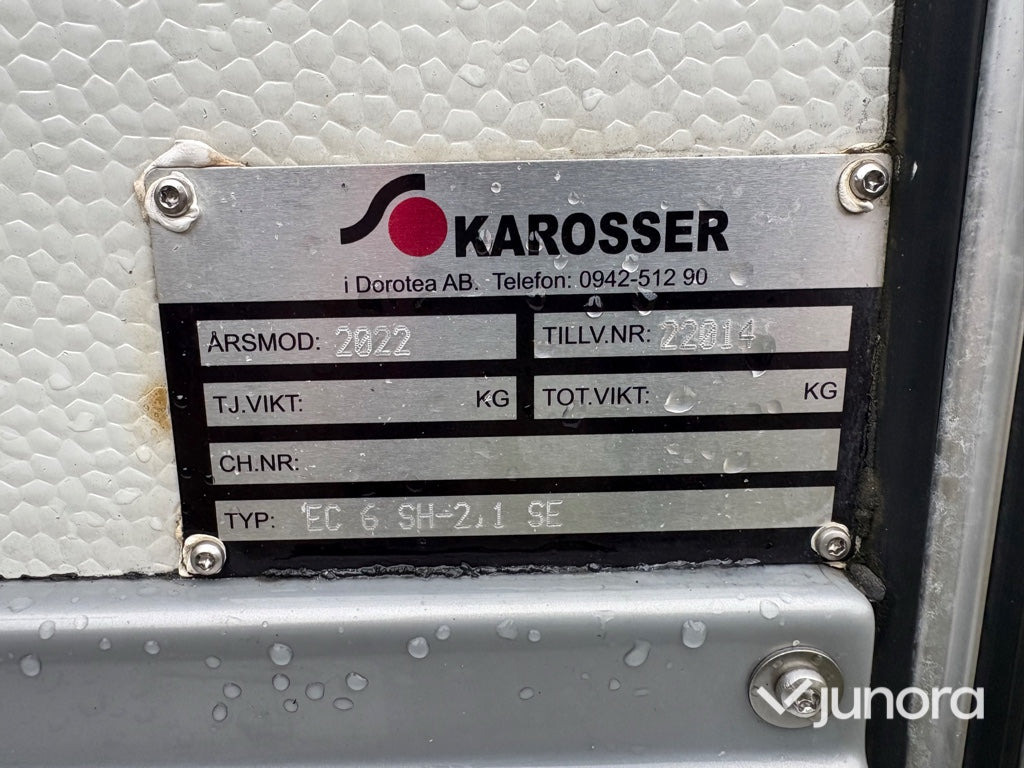 KAROSSER
i Dorotea AB. Telefon: 0942-512 90
ÅRSMOD: 2022 TILLV.NR: 22014
TJ.VIKT: KG TOT.VIKT: KG
CH.NR:
TYP: EC 6 SH-2.1 SE
junora